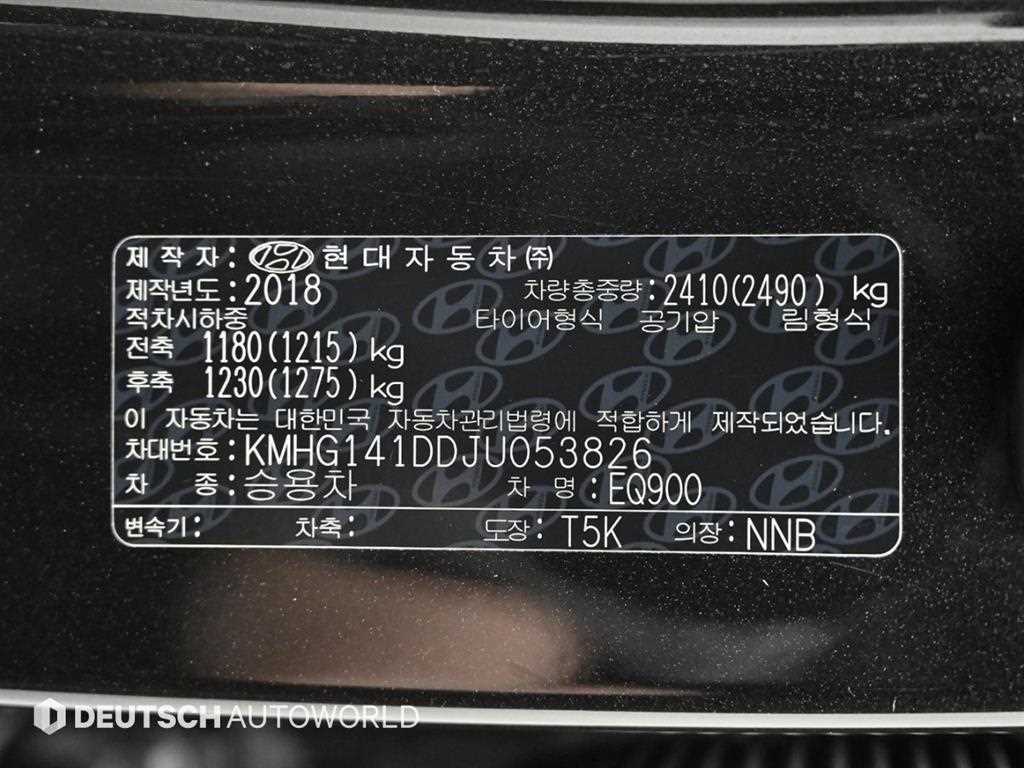 제 작 자 : 현대자동차㈜
제작년도 : 2018 차량총중량 : 2410(2490) kg
적차시하중 타이어형식 공기압 림형식
전축 1180(1215) kg
후축 1230(1275) kg
이 자동차는 대한민국 자동차관리법령에 적합하게 제작되었습니다.
차대번호 : KMHG141DDJU053826
차 종 : 승용차 차 명 : EQ900
변속기 : 차축 : 도장 : T5K 의장 : NNB
DEUTSCH AUTOWORLD